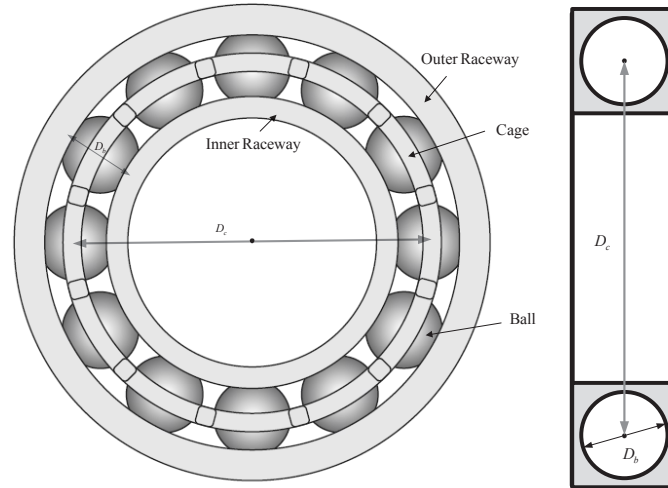 Outer Raceway
Inner Raceway
Cage
D_b
D_c
Ball
D_c
D_b